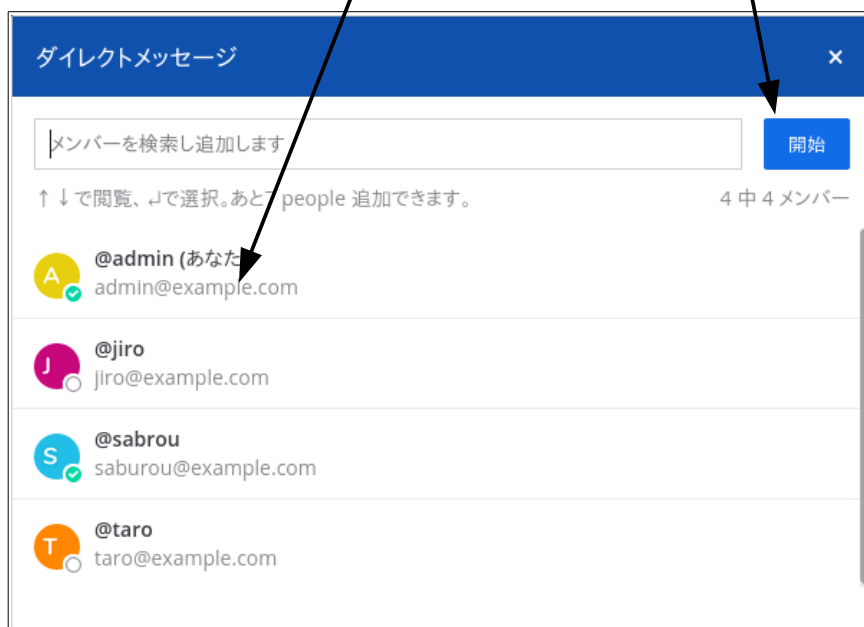 ダイレクトメッセージ
×
メンバーを検索し追加します
開始
↑↓で閲覧、↵で選択。あと7 people 追加できます。
4 中 4 メンバー
A
@admin (あなた
admin@example.com
J
@jiro
jiro@example.com
S
@sabrou
saburou@example.com
T
@taro
taro@example.com